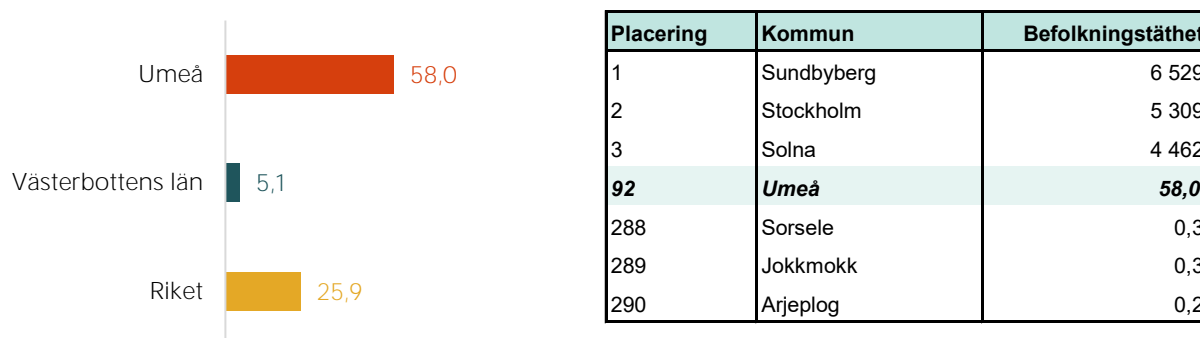 Umeå 58,0
Västerbottens län 5,1
Riket 25,9
Placering Kommun Befolkningstäthet
1 Sundbyberg 6 529
2 Stockholm 5 309
3 Solna 4 462
92 Umeå 58,0
288 Sorsele 0,3
289 Jokkmokk 0,3
290 Arjeplog 0,2